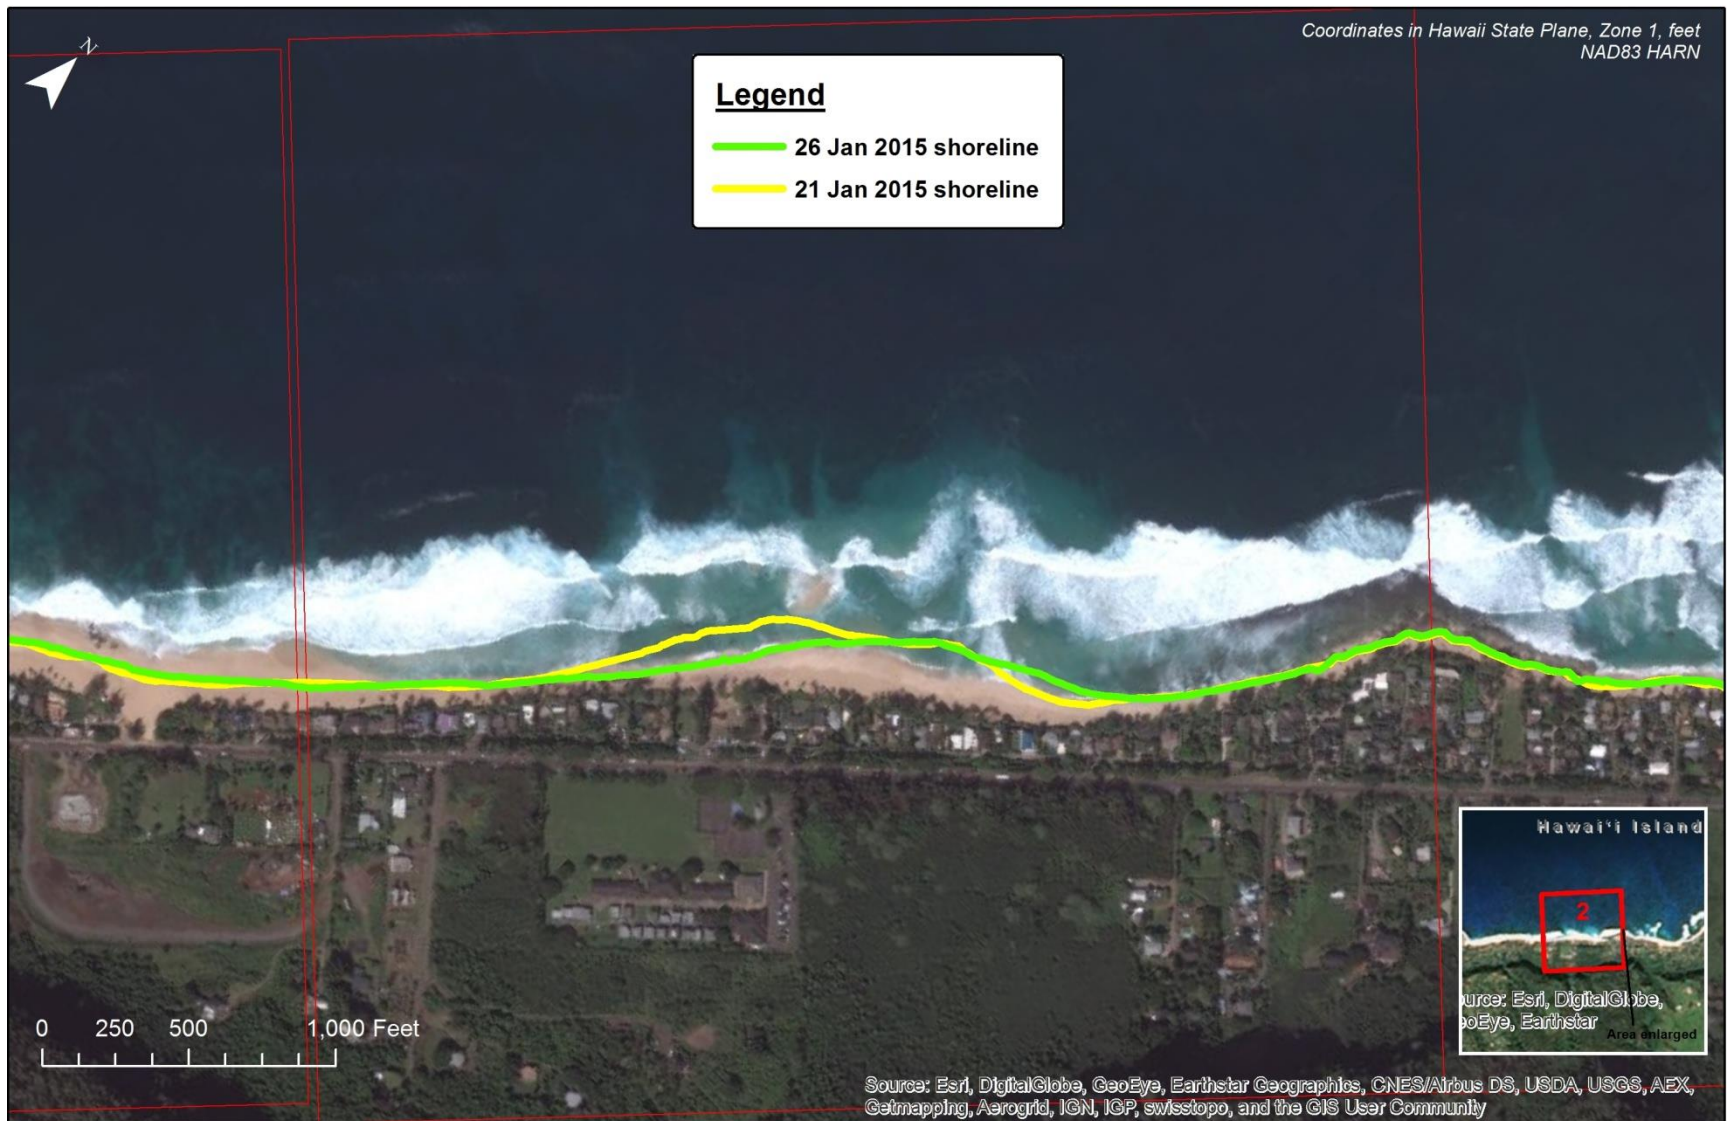 N
Coordinates in Hawaii State Plane, Zone 1, feet
NAD83 HARN
Legend
26 Jan 2015 shoreline
21 Jan 2015 shoreline
Hawai‘i Island
2
ource: Esri, DigitalGlobe,
eoEye, Earthstar
Area enlarged
0 250 500 1,000 Feet
Source: Esri, DigitalGlobe, GeoEye, Earthstar Geographics, CNES/Airbus DS, USDA, USGS, AEX,
Getmapping, Aerogrid, IGN, IGP, swisstopo, and the GIS User Community